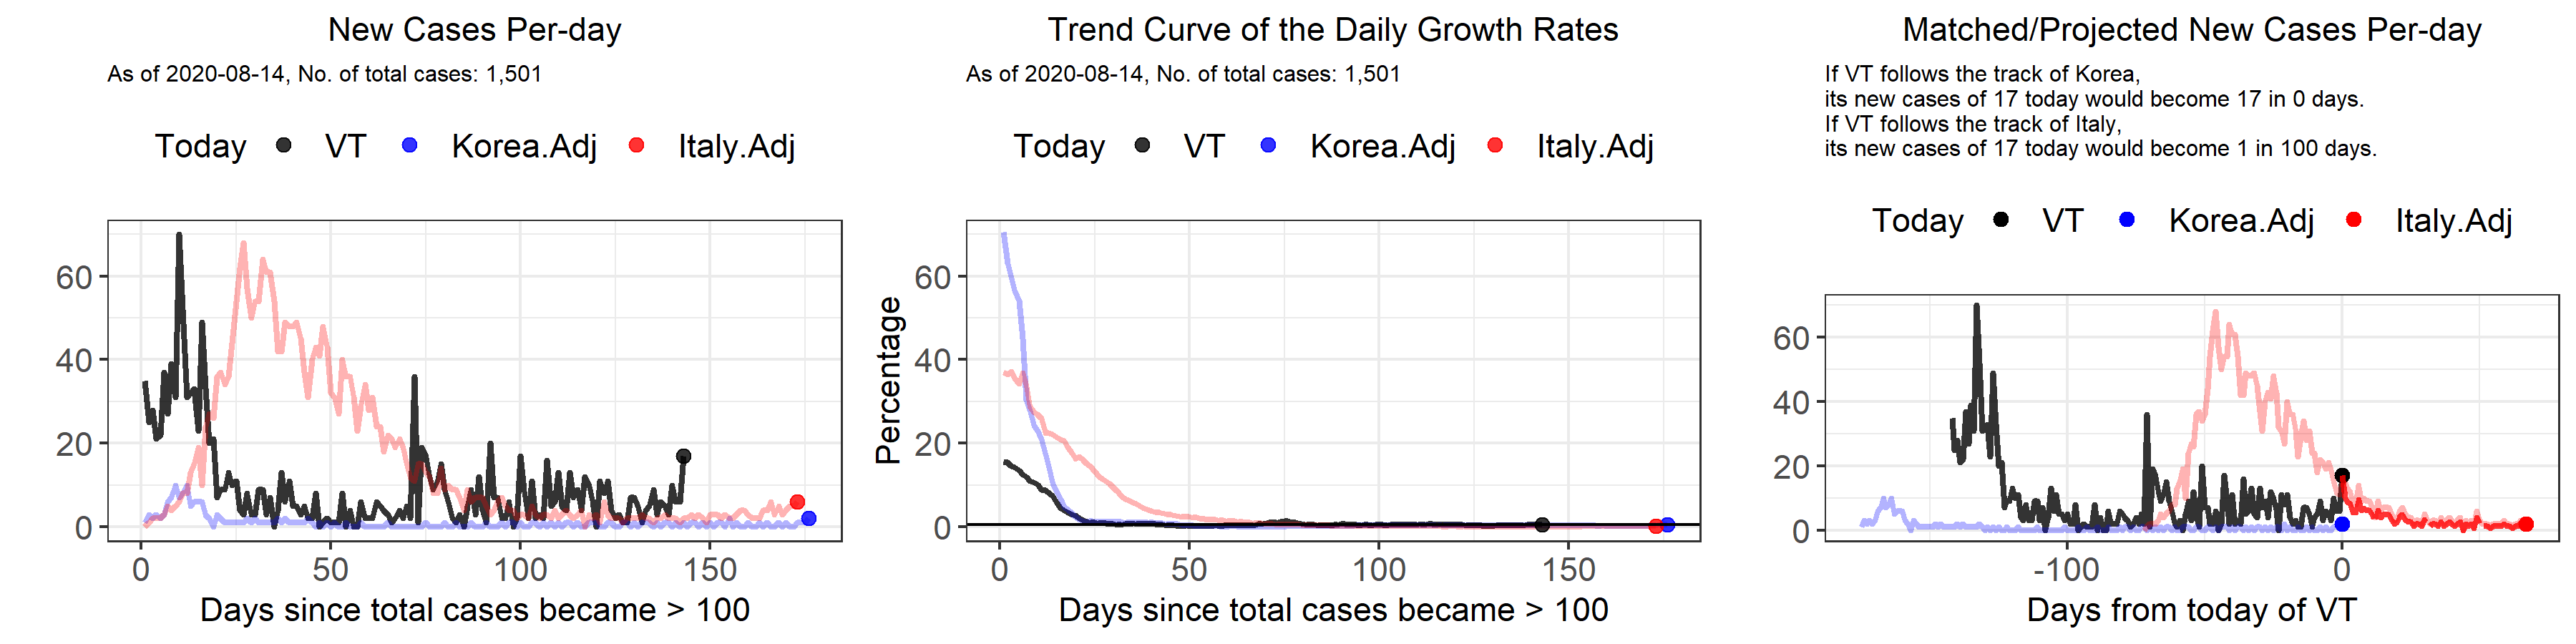 New Cases Per-day
As of 2020-08-14, No. of total cases: 1,501
Today VT Korea.Adj Italy.Adj
60
40
20
0
0 50 100 150
Days since total cases became > 100
Trend Curve of the Daily Growth Rates
As of 2020-08-14, No. of total cases: 1,501
Today VT Korea.Adj Italy.Adj
Percentage
60
40
20
0
0 50 100 150
Days since total cases became > 100
Matched/Projected New Cases Per-day
If VT follows the track of Korea,
its new cases of 17 today would become 17 in 0 days.
If VT follows the track of Italy,
its new cases of 17 today would become 1 in 100 days.
Today VT Korea.Adj Italy.Adj
60
40
20
0
-100 0
Days from today of VT